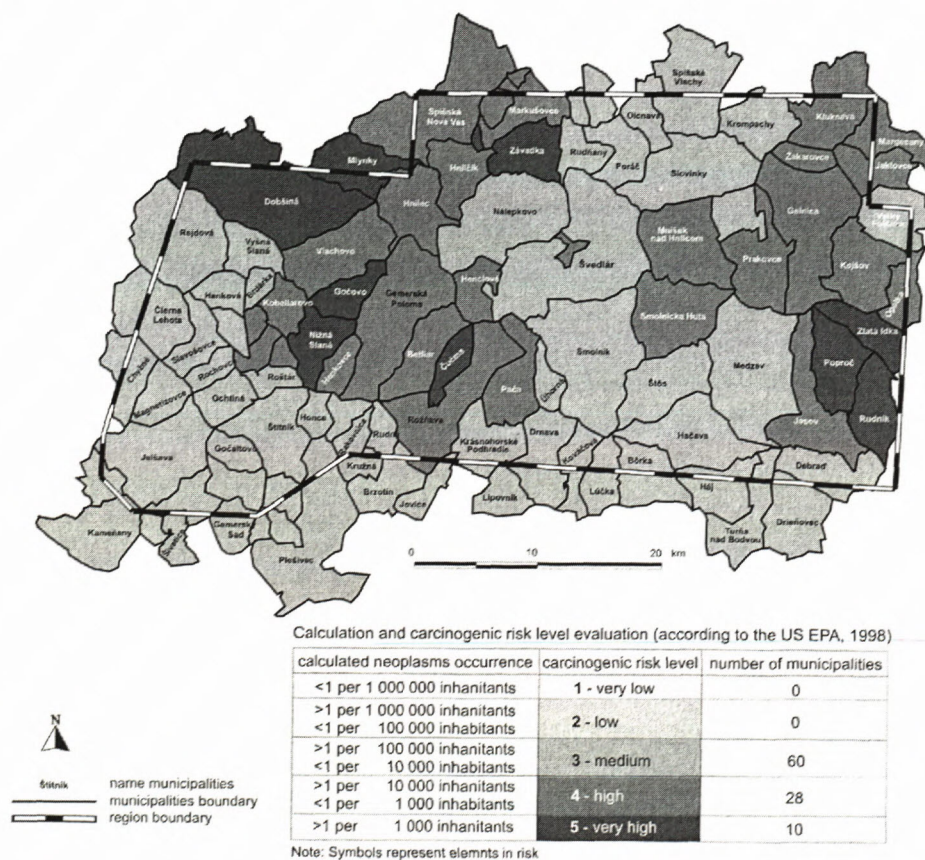 Spišské
Vlachy
Spišská
Nová Ves
Markušovce
Olcnava
Krompachy
Kluknava
Margecany
Mlynky
Hnilčík
Závadka
Rudňany
Poráč
Slovinky
Žakarovce
Jaklovce
Dobšiná
Hnilec
Nálepkovo
Gelnica
Rejdová
Vyšná
Slaná
Vlachovo
Mníšek
nad Hnilcom
Prakovce
Kojšov
Švedlár
Henclová
Gočovo
Gemerská
Poloma
Henková
Kobeliarovo
Čierna
Lehota
Smolnícka Huta
Zlatá Idka
Nižná
Slaná
Slavošovce
Betliar
Čučma
Smolník
Medzev
Poproč
Chyžné
Rochovce
Roštár
Pača
Štós
Magnetizovce
Ochtiná
Honce
Rožňava
Rudník
Štítnik
Drnava
Jasov
Jelšava
Gočaltovo
Krásnohorské
Podhradie
Kováčová
Hačava
Bôrka
Debraď
Kružná
Brzotín
Jovice
Lipovník
Lúčka
Háj
Kameňany
Gemerský
Sad
Turňa
nad Bodvou
Drieňovec
Plešivec
0 10 20 km
Calculation and carcinogenic risk level evaluation (according to the US EPA, 1998)
calculated neoplasms occurrence carcinogenic risk level number of municipalities
<1 per 1 000 000 inhanitants 1 - very low 0
>1 per 1 000 000 inhanitants
<1 per 100 000 inhabitants 2 - low 0
>1 per 100 000 inhanitants
<1 per 10 000 inhabitants 3 - medium 60
>1 per 10 000 inhanitants
<1 per 1 000 inhabitants 4 - high 28
>1 per 1 000 inhanitants 5 - very high 10
Note: Symbols represent elemnts in risk
N
Štítnik name municipalities
municipalities boundary
region boundary